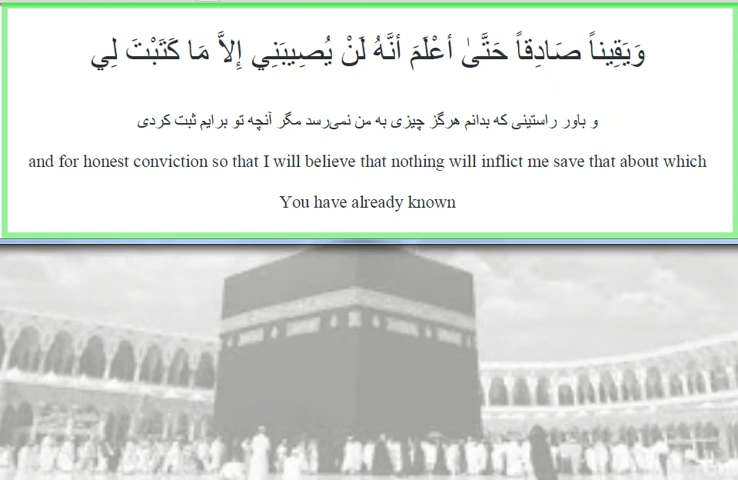 وَيَقِيناً صَادِقاً حَتَّىٰ أعْلَمَ أنَّهُ لَنْ يُصِيبَنِي إِلاَّ مَا كَتَبْتَ لِي
و باور راستینی که بدانم هرگز چیزی به من نمی‌رسد مگر آنچه تو برایم ثبت کردی
and for honest conviction so that I will believe that nothing will inflict me save that about which
You have already known